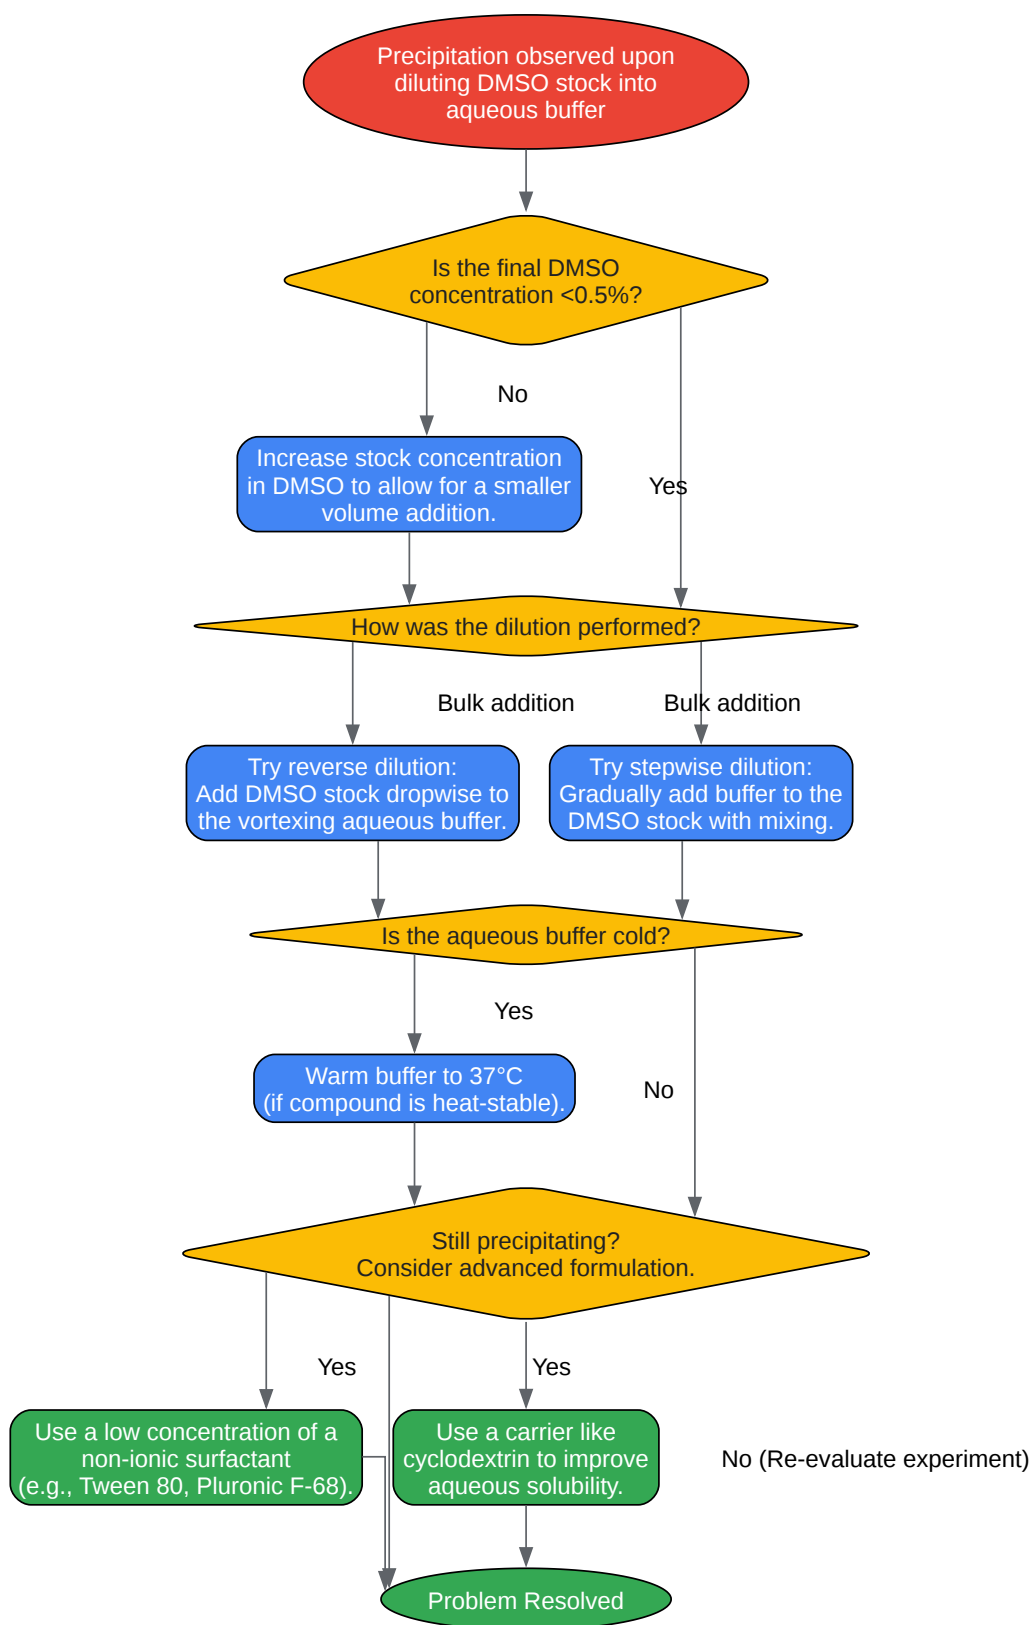 Precipitation observed upon
diluting DMSO stock into
aqueous buffer
Is the final DMSO
concentration <0.5%?
No
Increase stock concentration
in DMSO to allow for a smaller
volume addition.
Yes
How was the dilution performed?
Bulk addition
Bulk addition
Try reverse dilution:
Add DMSO stock dropwise to
the vortexing aqueous buffer.
Try stepwise dilution:
Gradually add buffer to the
DMSO stock with mixing.
Is the aqueous buffer cold?
Yes
Warm buffer to 37°C
(if compound is heat-stable).
No
Still precipitating?
Consider advanced formulation.
Yes
Yes
Use a low concentration of a
non-ionic surfactant
(e.g., Tween 80, Pluronic F-68).
Use a carrier like
cyclodextrin to improve
aqueous solubility.
No (Re-evaluate experiment)
Problem Resolved